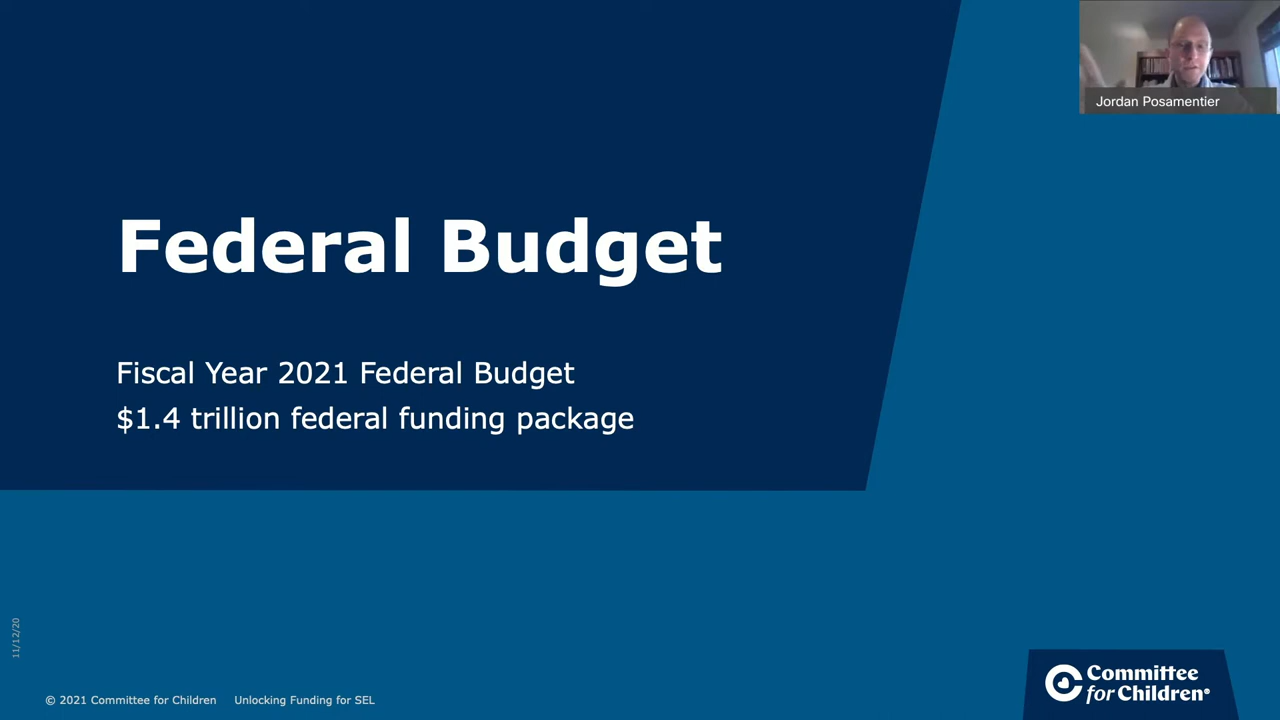 Jordan Posamentier
Federal Budget
Fiscal Year 2021 Federal Budget
$1.4 trillion federal funding package
11/12/20
© 2021 Committee for Children Unlocking Funding for SEL
Committee
for Children®